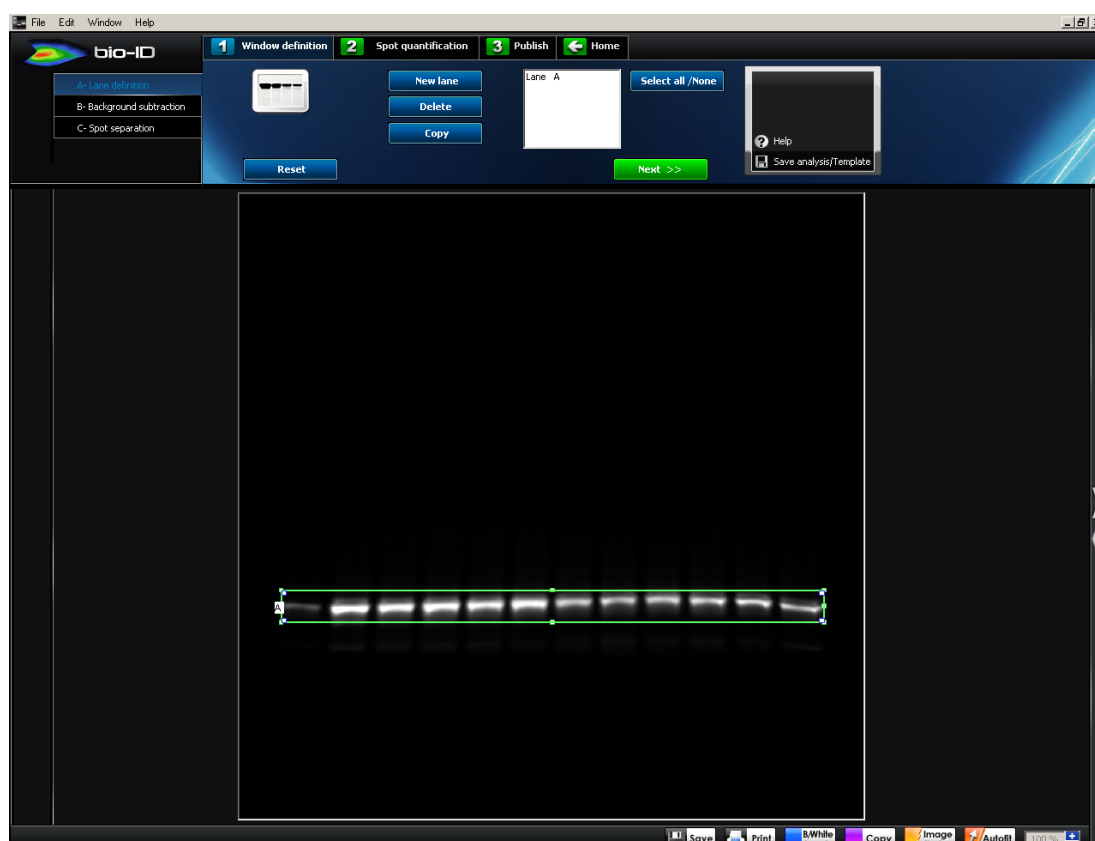 File Edit Window Help
bio-ID
1 Window definition 2 Spot quantification 3 Publish Home
A- Lane definition
B- Background subtraction
C- Spot separation
New lane
Delete
Copy
Lane A
Select all /None
Help
Save analysis/Template
Reset
Next >>
A
Save Print B/White Copy Image Autofit 100 %